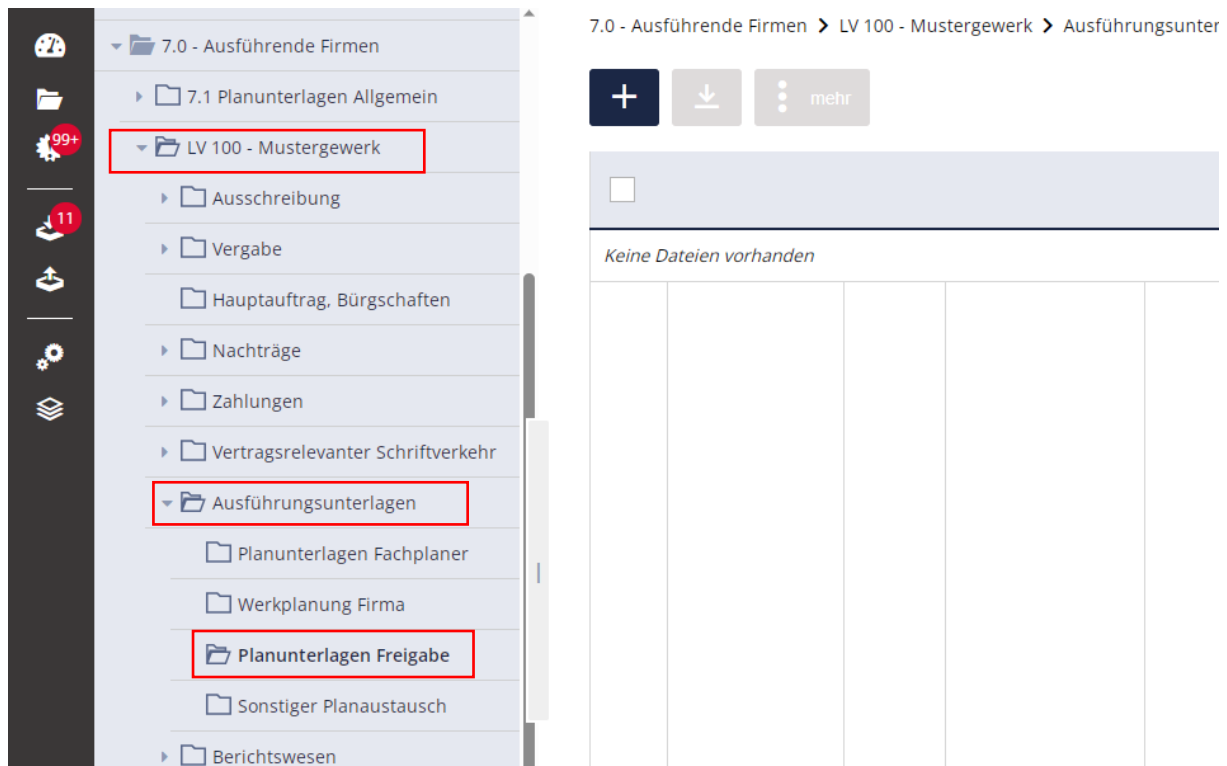 7.0 - Ausführende Firmen
7.1 Planunterlagen Allgemein
99+
LV 100 - Mustergewerk
Ausschreibung
11
Vergabe
Hauptauftrag, Bürgschaften
Nachträge
Zahlungen
Vertragsrelevanter Schriftverkehr
Ausführungsunterlagen
Planunterlagen Fachplaner
Werkplanung Firma
Planunterlagen Freigabe
Sonstiger Planaustausch
Berichtswesen
7.0 - Ausführende Firmen > LV 100 - Mustergewerk > Ausführungsunter
mehr
Keine Dateien vorhanden